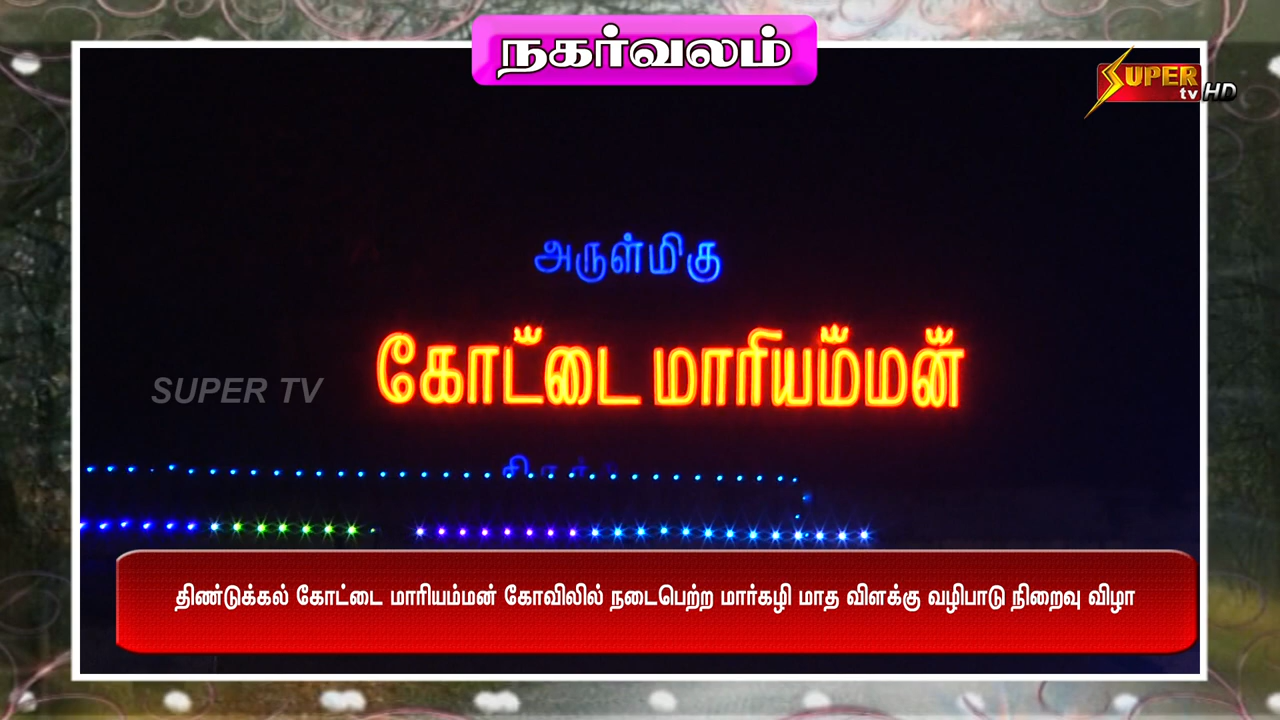 நகர்வலம்
SUPER
tv HD
அருள்மிகு
கோட்டை மாரியம்மன்
SUPER TV
திண்டுக்கல் கோட்டை மாரியம்மன் கோவிலில் நடைபெற்ற மார்கழி மாத விளக்கு வழிபாடு நிறைவு விழா